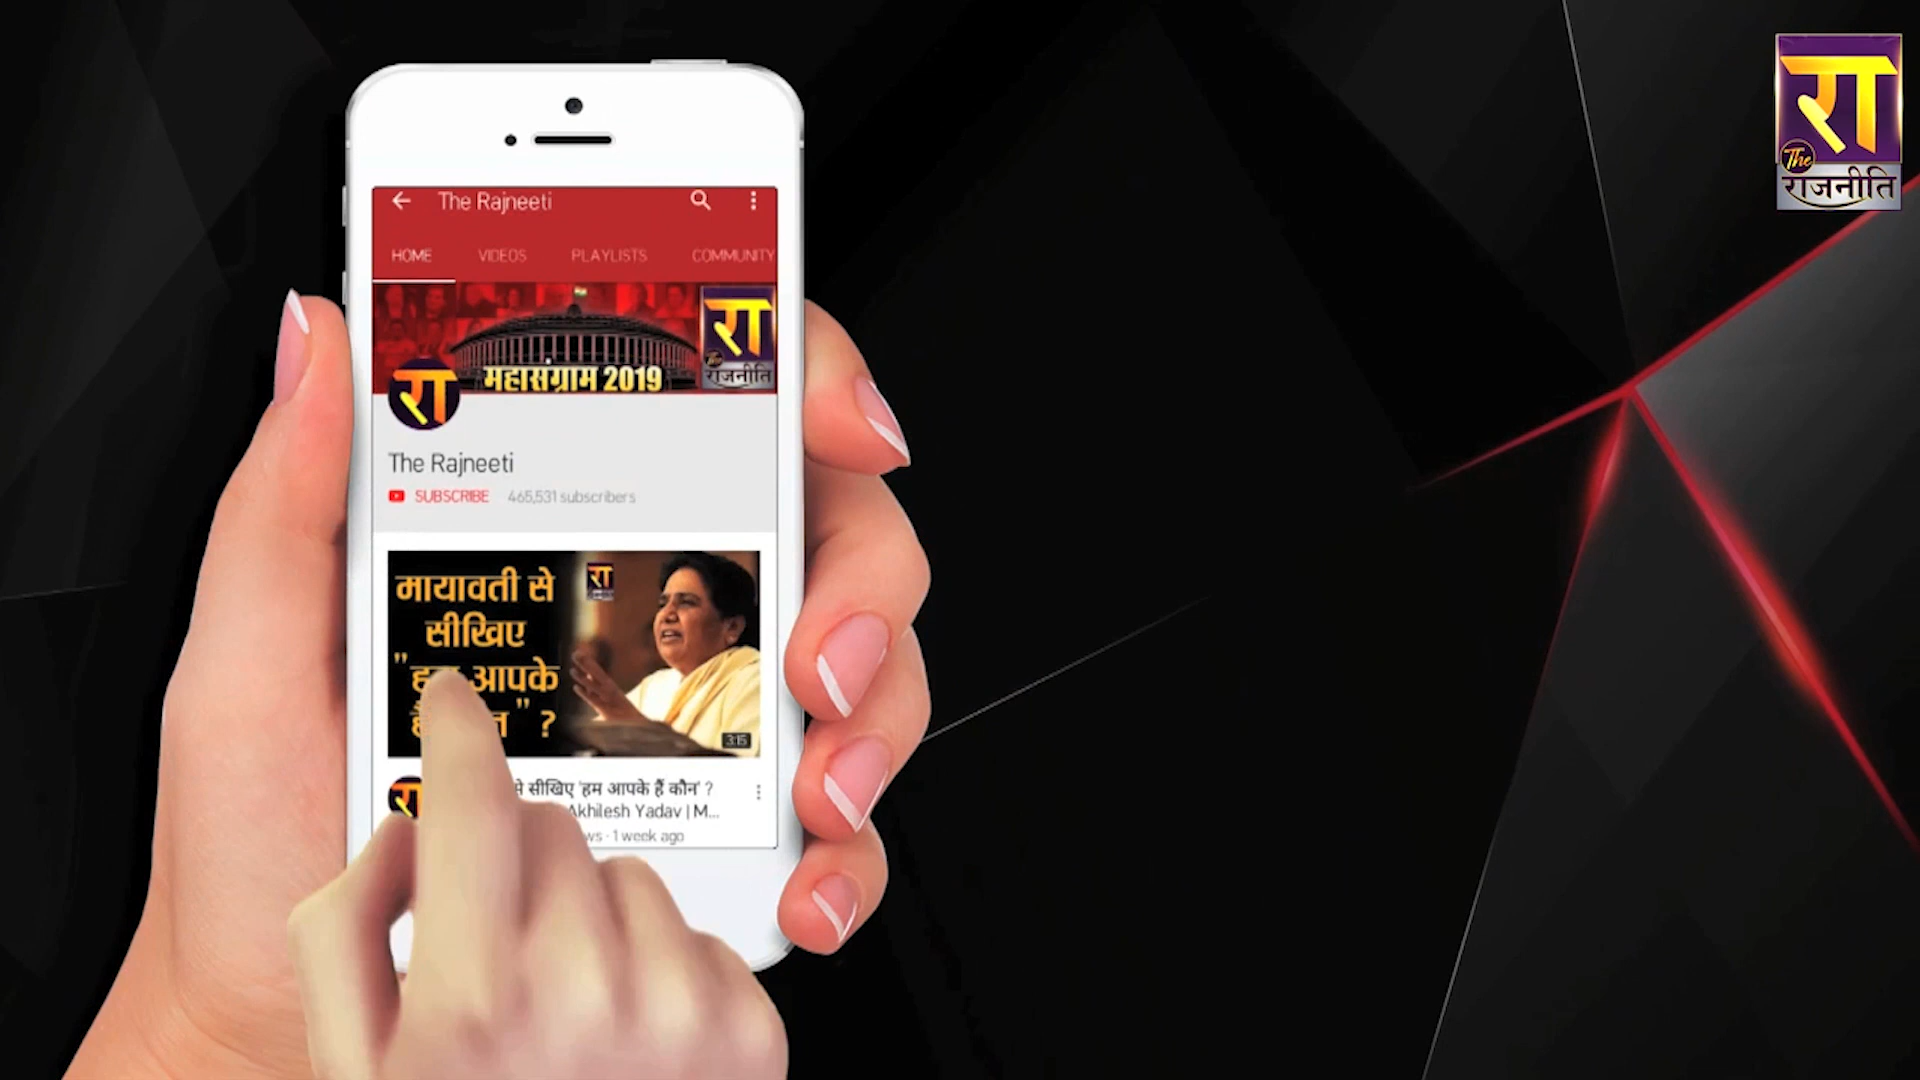 The Rajneeti
HOME VIDEOS PLAYLISTS COMMUNITY
रा
The
राजनीति
महासंग्राम 2019
रा
The Rajneeti
SUBSCRIBE 465,531 subscribers
मायावती से
सीखिए
" आपके
" ?
रा
3:15
रा
से सीखिए 'हम आपके हैं कौन' ?
Akhilesh Yadav | M...
1 week ago
रा
The
राजनीति